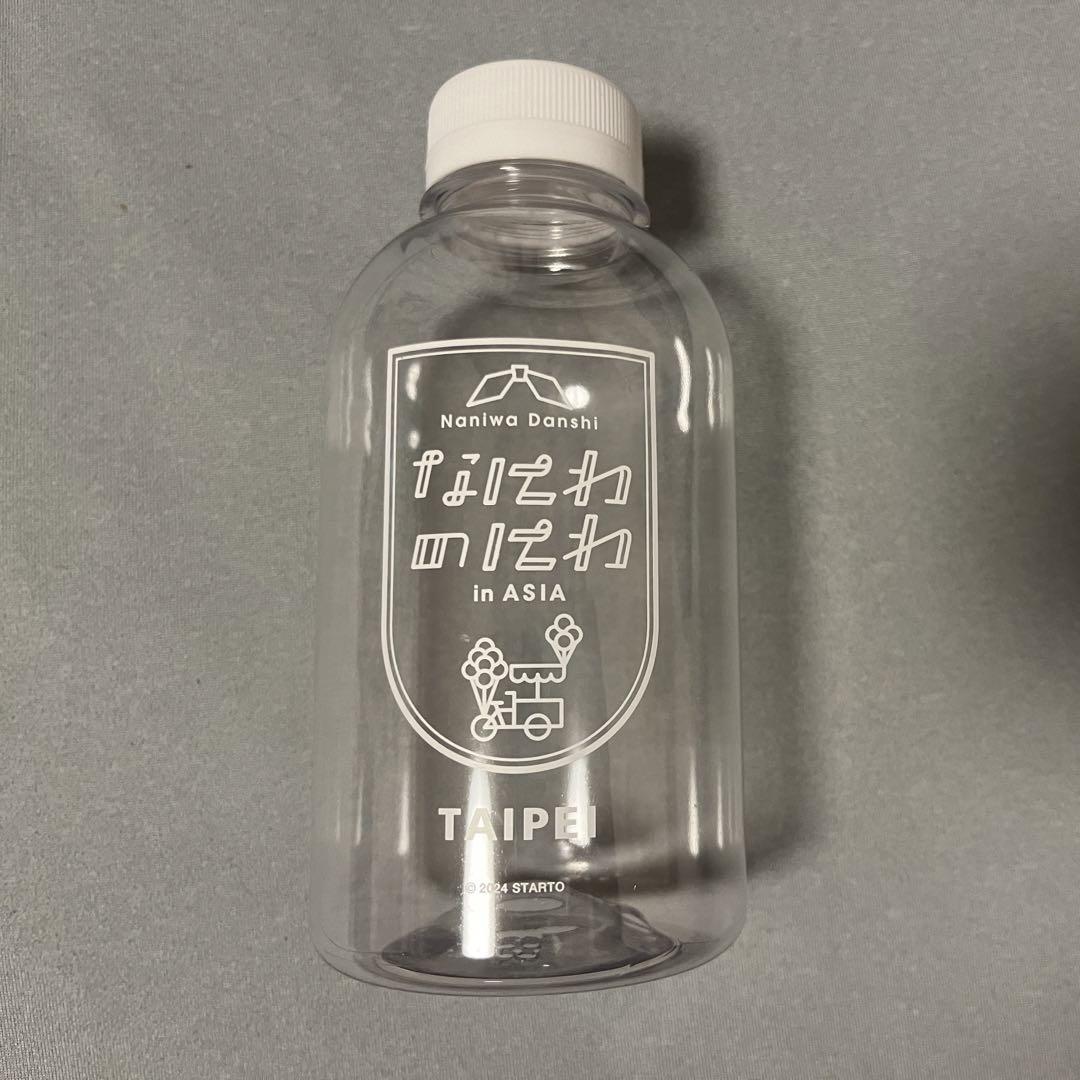 Naniwa Danshi
なにわ
のにわ
in ASIA
TAIPEI
© 2024 STARTO